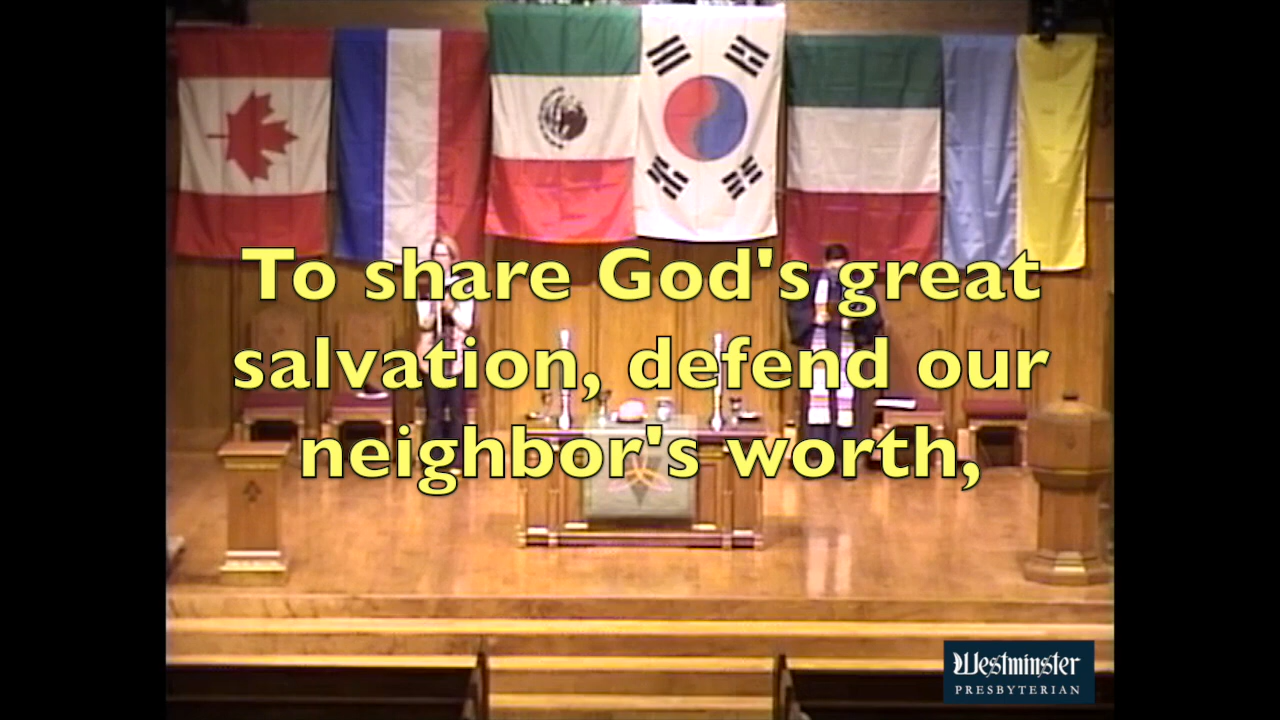 To share God's great
salvation, defend our
neighbor's worth,
Westminster
PRESBYTERIAN